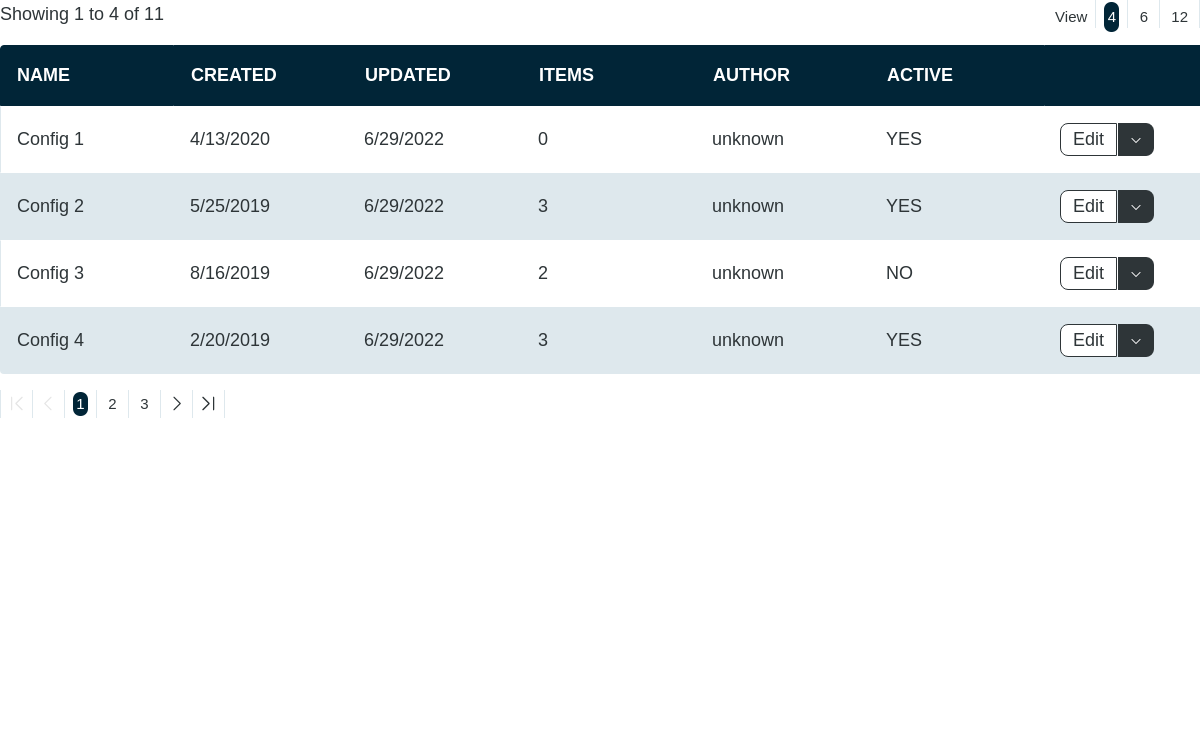 Showing 1 to 4 of 11
View 4 6 12
NAME CREATED UPDATED ITEMS AUTHOR ACTIVE
Config 1 4/13/2020 6/29/2022 0 unknown YES Edit
Config 2 5/25/2019 6/29/2022 3 unknown YES Edit
Config 3 8/16/2019 6/29/2022 2 unknown NO Edit
Config 4 2/20/2019 6/29/2022 3 unknown YES Edit
1 2 3